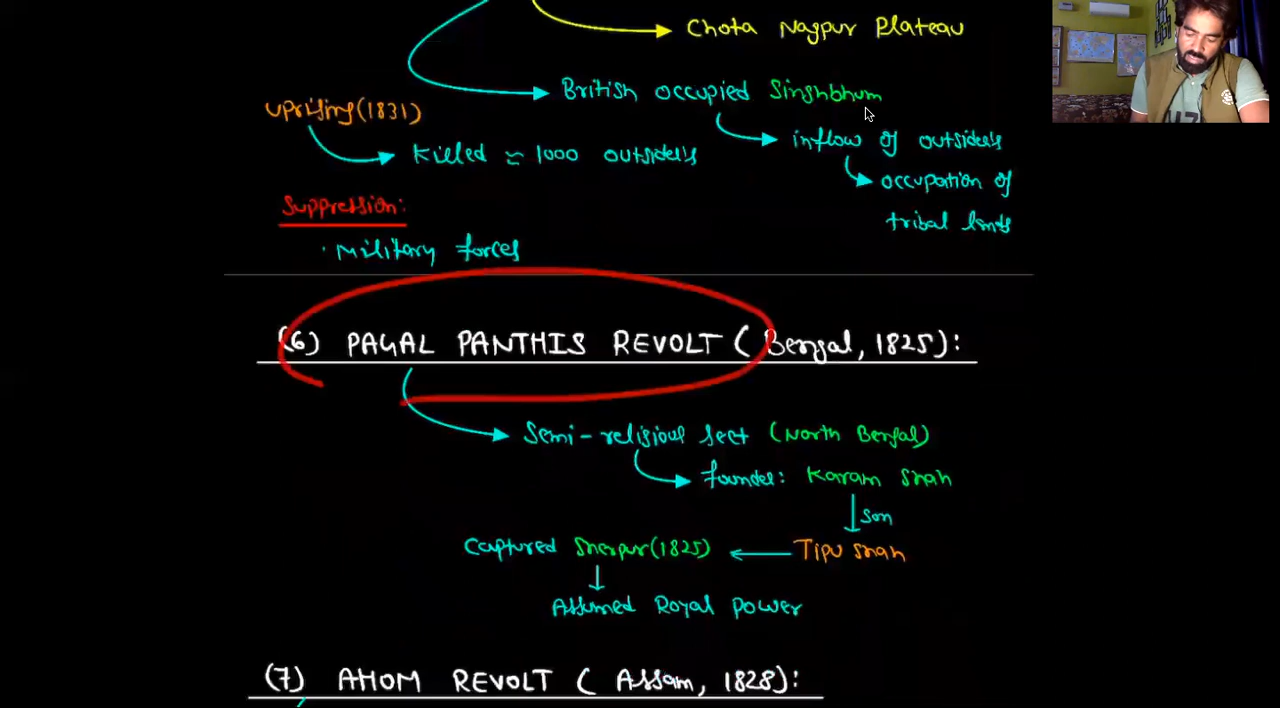 Chota Nagpur Plateau
British occupied Singhbhum
uprising(1831)
inflow of outsiders
Killed ≈ 1000 outsiders
occupation of
tribal lands
Suppression:
· Military forces
(6) PAGAL PANTHIS REVOLT (Bengal, 1825):
Semi-religious sect (North Bengal)
founder: Karam Shah
Son
Captured Sherpur(1825)
Tipu Shah
Assumed Royal Power
(7) AHOM REVOLT (Assam, 1828):